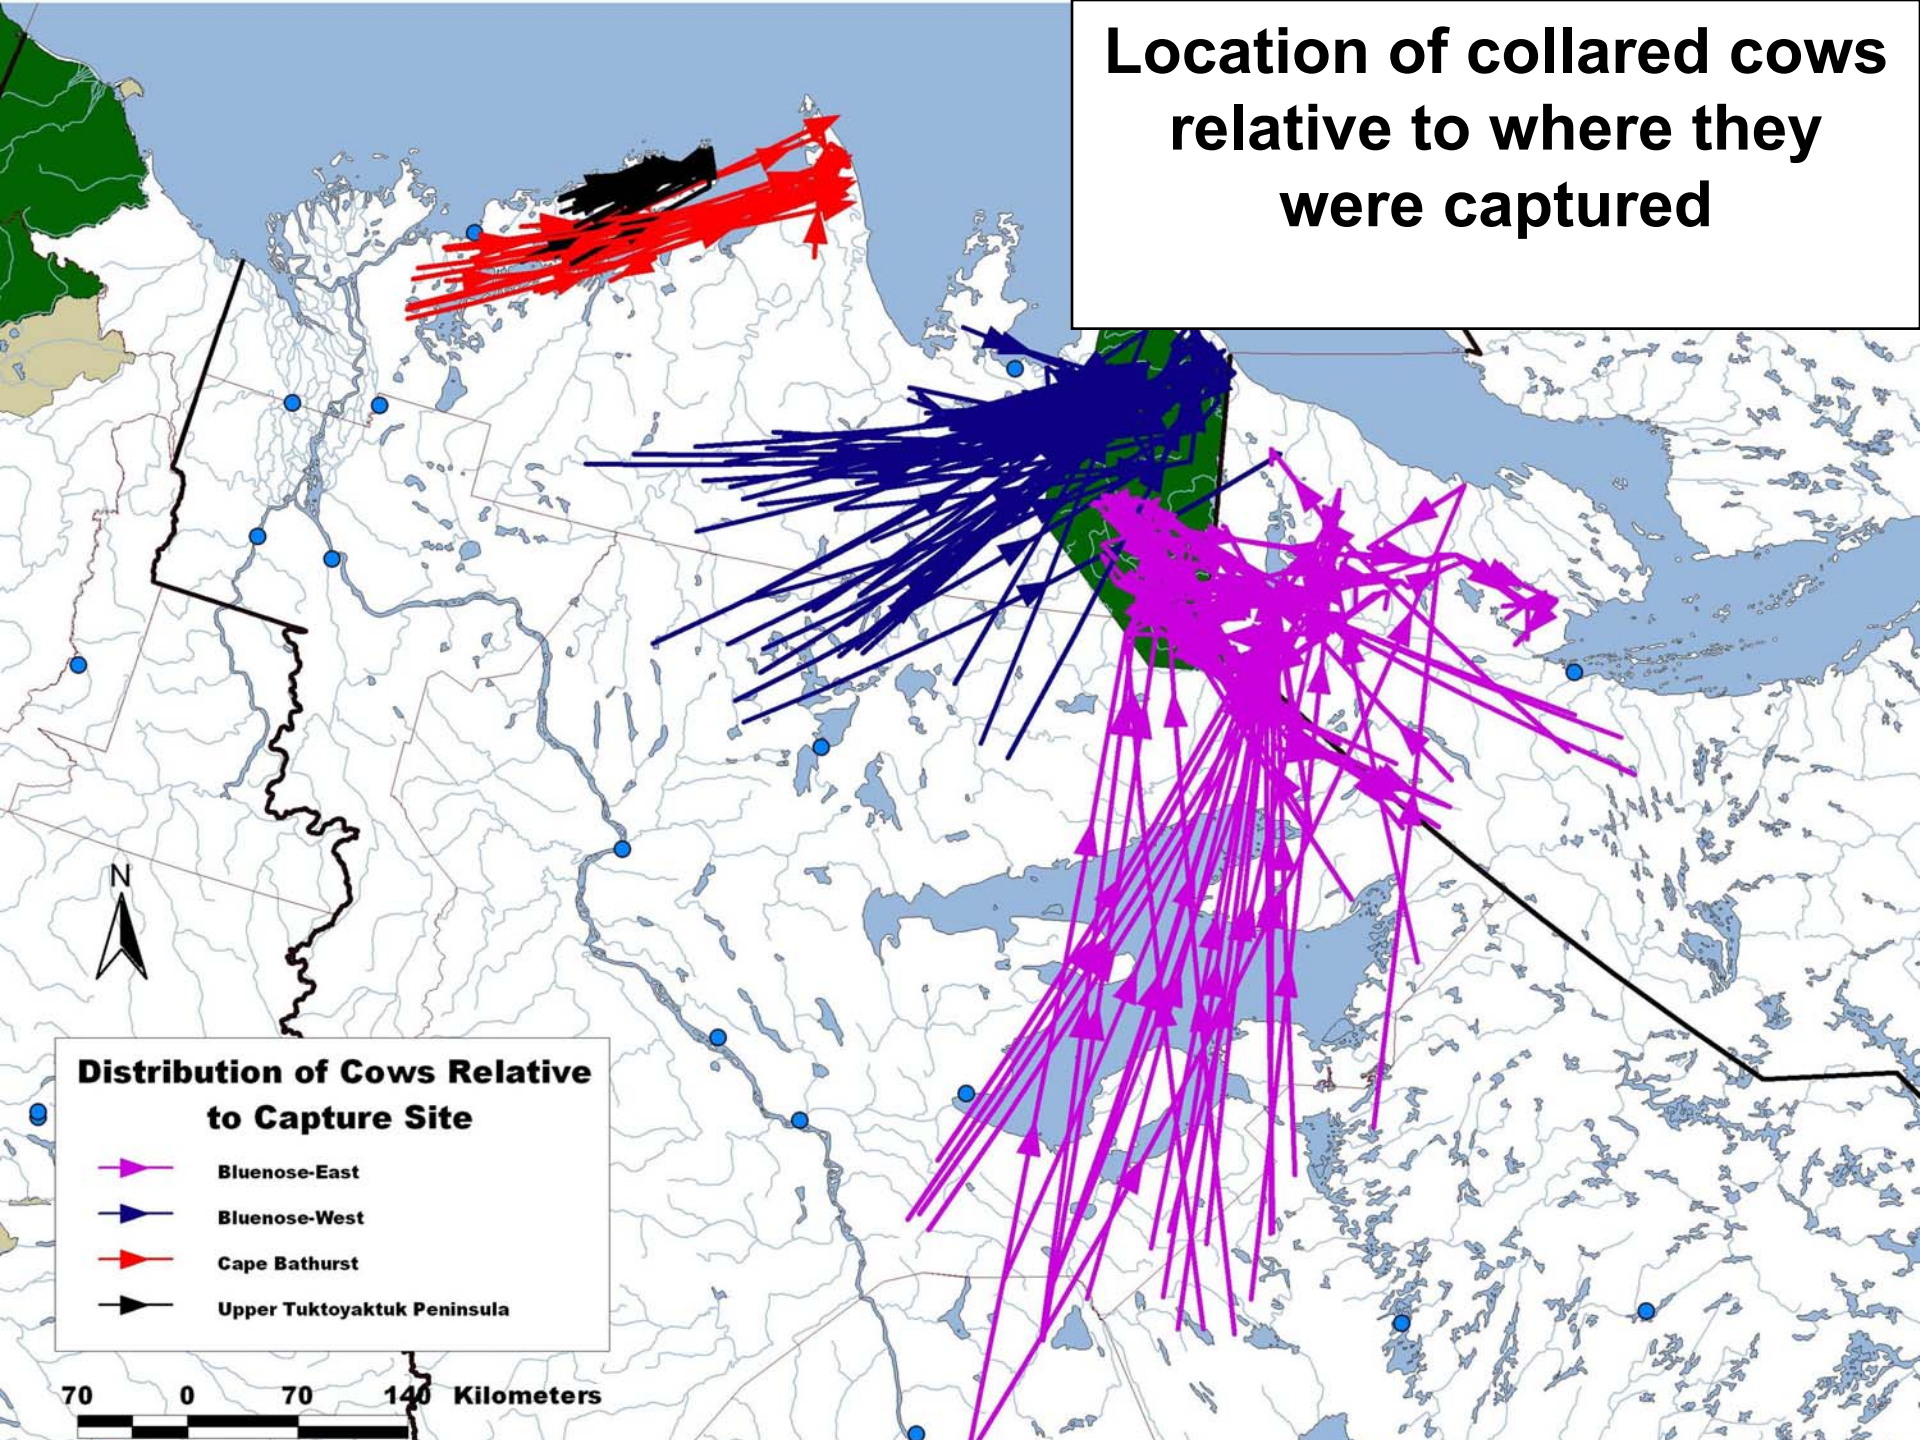 Location of collared cows
relative to where they
were captured
N
Distribution of Cows Relative
to Capture Site
Bluenose-East
Bluenose-West
Cape Bathurst
Upper Tuktoyaktuk Peninsula
70 0 70 140 Kilometers